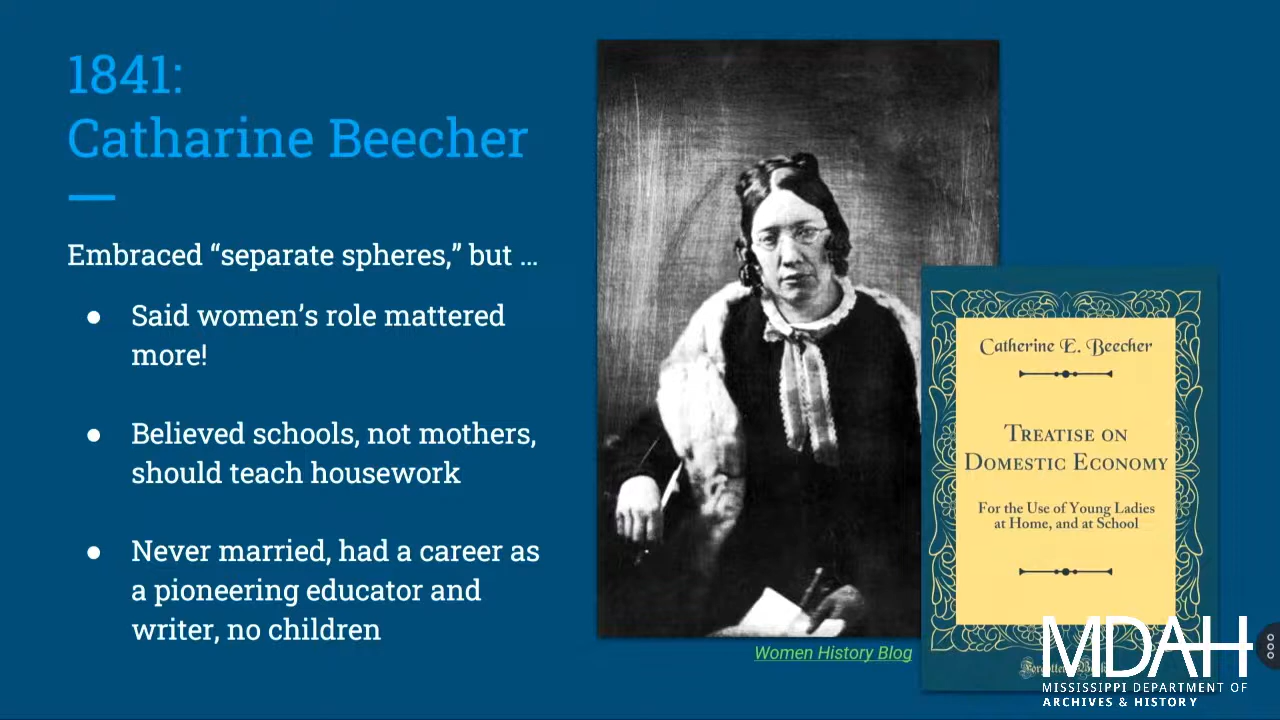 1841:
Catharine Beecher
Embraced “separate spheres,” but ...
● Said women’s role mattered
more!
● Believed schools, not mothers,
should teach housework
● Never married, had a career as
a pioneering educator and
writer, no children
Women History Blog
Catherine E. Beecher
Treatise on
Domestic Economy
For the Use of Young Ladies
at Home, and at School
MDAH
MISSISSIPPI DEPARTMENT OF
ARCHIVES & HISTORY